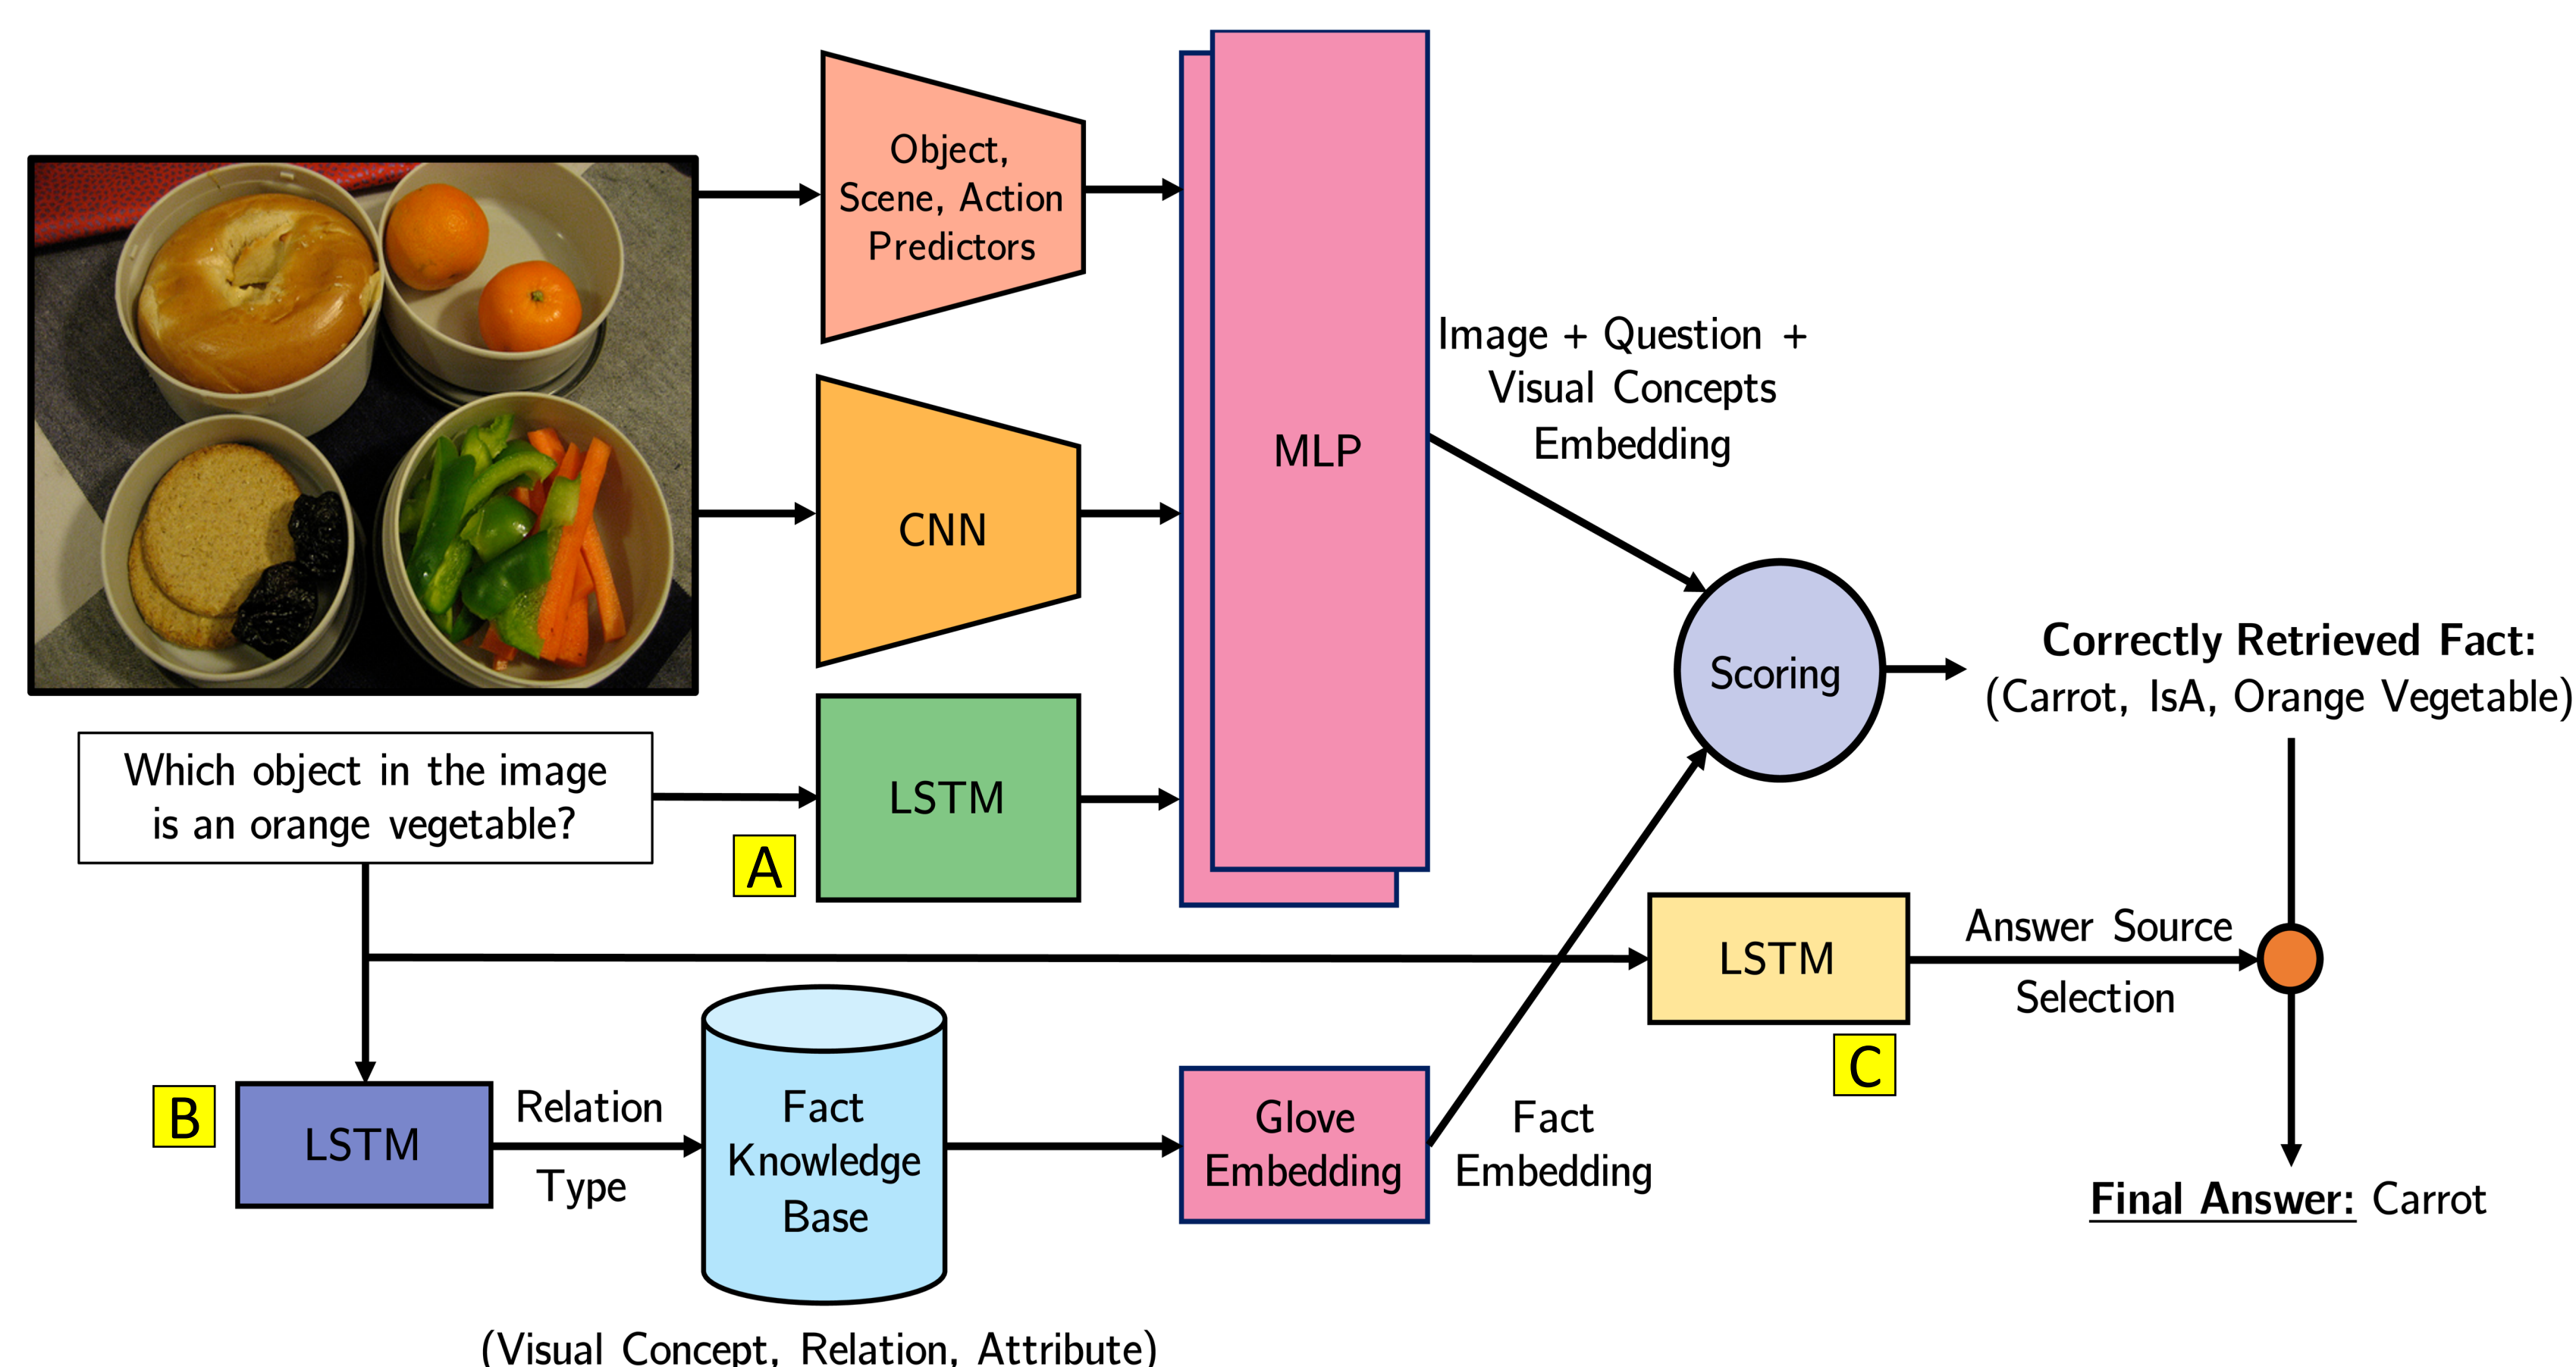 Object,
Scene, Action
Predictors
CNN
MLP
Image + Question +
Visual Concepts
Embedding
Which object in the image
is an orange vegetable?
LSTM
A
Scoring
Correctly Retrieved Fact:
(Carrot, IsA, Orange Vegetable)
LSTM
C
Answer Source
Selection
B
LSTM
Relation
Type
Fact
Knowledge
Base
Glove
Embedding
Fact
Embedding
Final Answer: Carrot
(Visual Concept, Relation, Attribute)